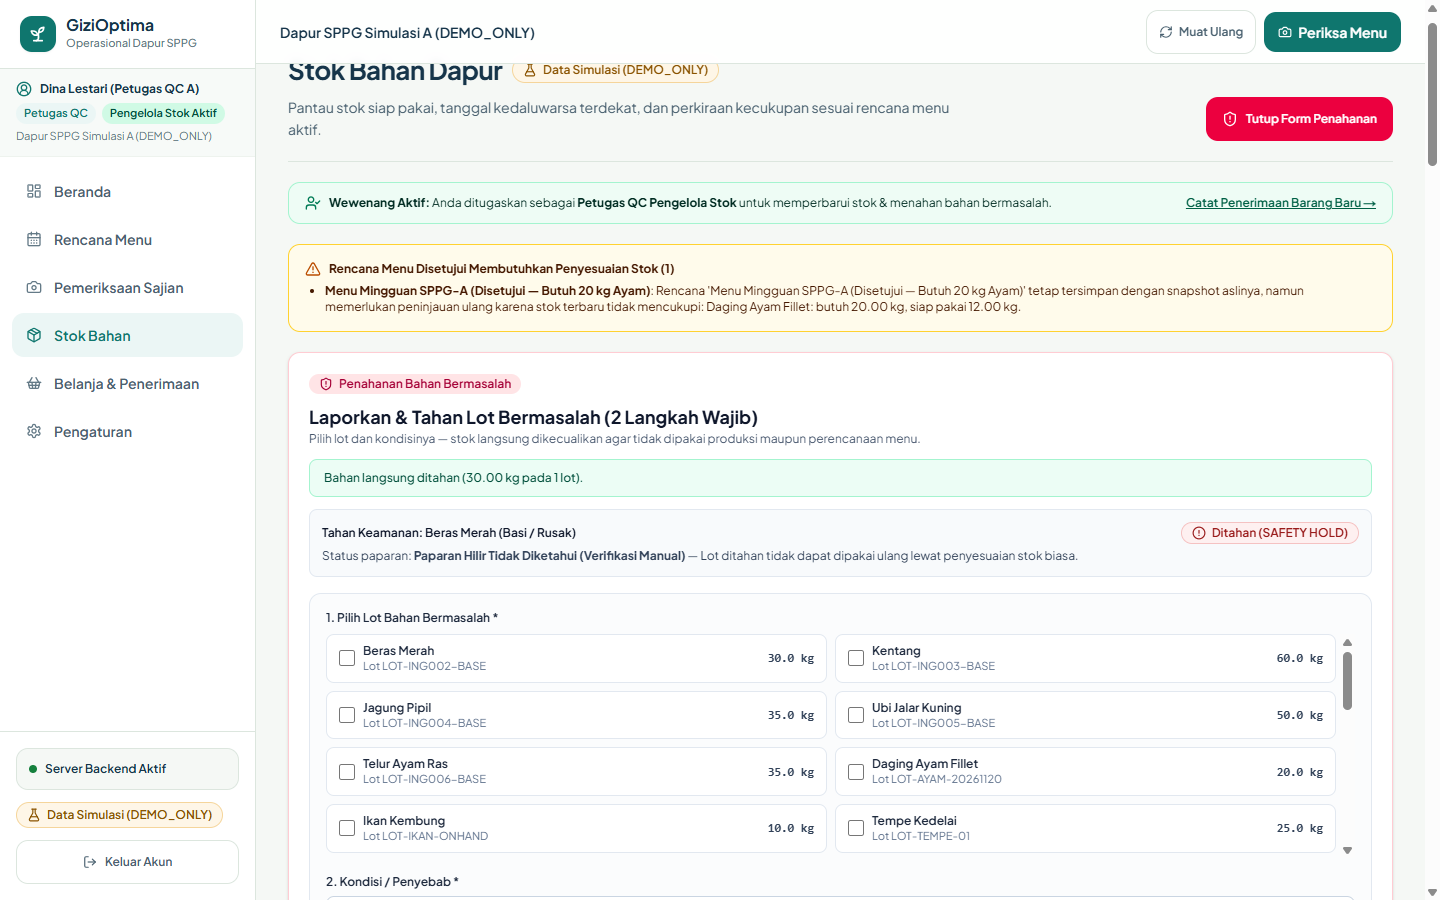 GiziOptima
Operasional Dapur SPPG
Dina Lestari (Petugas QC A)
Petugas QC
Pengelola Stok Aktif
Dapur SPPG Simulasi A (DEMO_ONLY)
Beranda
Rencana Menu
Pemeriksaan Sajian
Stok Bahan
Belanja & Penerimaan
Pengaturan
Server Backend Aktif
Data Simulasi (DEMO_ONLY)
Keluar Akun
Dapur SPPG Simulasi A (DEMO_ONLY)
Muat Ulang
Periksa Menu
Stok Bahan Dapur
Data Simulasi (DEMO_ONLY)
Pantau stok siap pakai, tanggal kedaluwarsa terdekat, dan perkiraan kecukupan sesuai rencana menu
aktif.
Tutup Form Penahanan
Wewenang Aktif: Anda ditugaskan sebagai Petugas QC Pengelola Stok untuk memperbarui stok & menahan bahan bermasalah.
Catat Penerimaan Barang Baru →
Rencana Menu Disetujui Membutuhkan Penyesuaian Stok (1)
• Menu Mingguan SPPG-A (Disetujui — Butuh 20 kg Ayam): Rencana 'Menu Mingguan SPPG-A (Disetujui — Butuh 20 kg Ayam)' tetap tersimpan dengan snapshot aslinya, namun
memerlukan peninjauan ulang karena stok terbaru tidak mencukupi: Daging Ayam Fillet: butuh 20.00 kg, siap pakai 12.00 kg.
Penahanan Bahan Bermasalah
Laporkan & Tahan Lot Bermasalah (2 Langkah Wajib)
Pilih lot dan kondisinya — stok langsung dikecualikan agar tidak dipakai produksi maupun perencanaan menu.
Bahan langsung ditahan (30.00 kg pada 1 lot).
Tahan Keamanan: Beras Merah (Basi / Rusak)
Ditahan (SAFETY HOLD)
Status paparan: Paparan Hilir Tidak Diketahui (Verifikasi Manual) — Lot ditahan tidak dapat dipakai ulang lewat penyesuaian stok biasa.
1. Pilih Lot Bahan Bermasalah *
Beras Merah
Lot LOT-ING002-BASE
30.0 kg
Kentang
Lot LOT-ING003-BASE
60.0 kg
Jagung Pipil
Lot LOT-ING004-BASE
35.0 kg
Ubi Jalar Kuning
Lot LOT-ING005-BASE
50.0 kg
Telur Ayam Ras
Lot LOT-ING006-BASE
35.0 kg
Daging Ayam Fillet
Lot LOT-AYAM-20261120
20.0 kg
Ikan Kembung
Lot LOT-IKAN-ONHAND
10.0 kg
Tempe Kedelai
Lot LOT-TEMPE-01
25.0 kg
2. Kondisi / Penyebab *